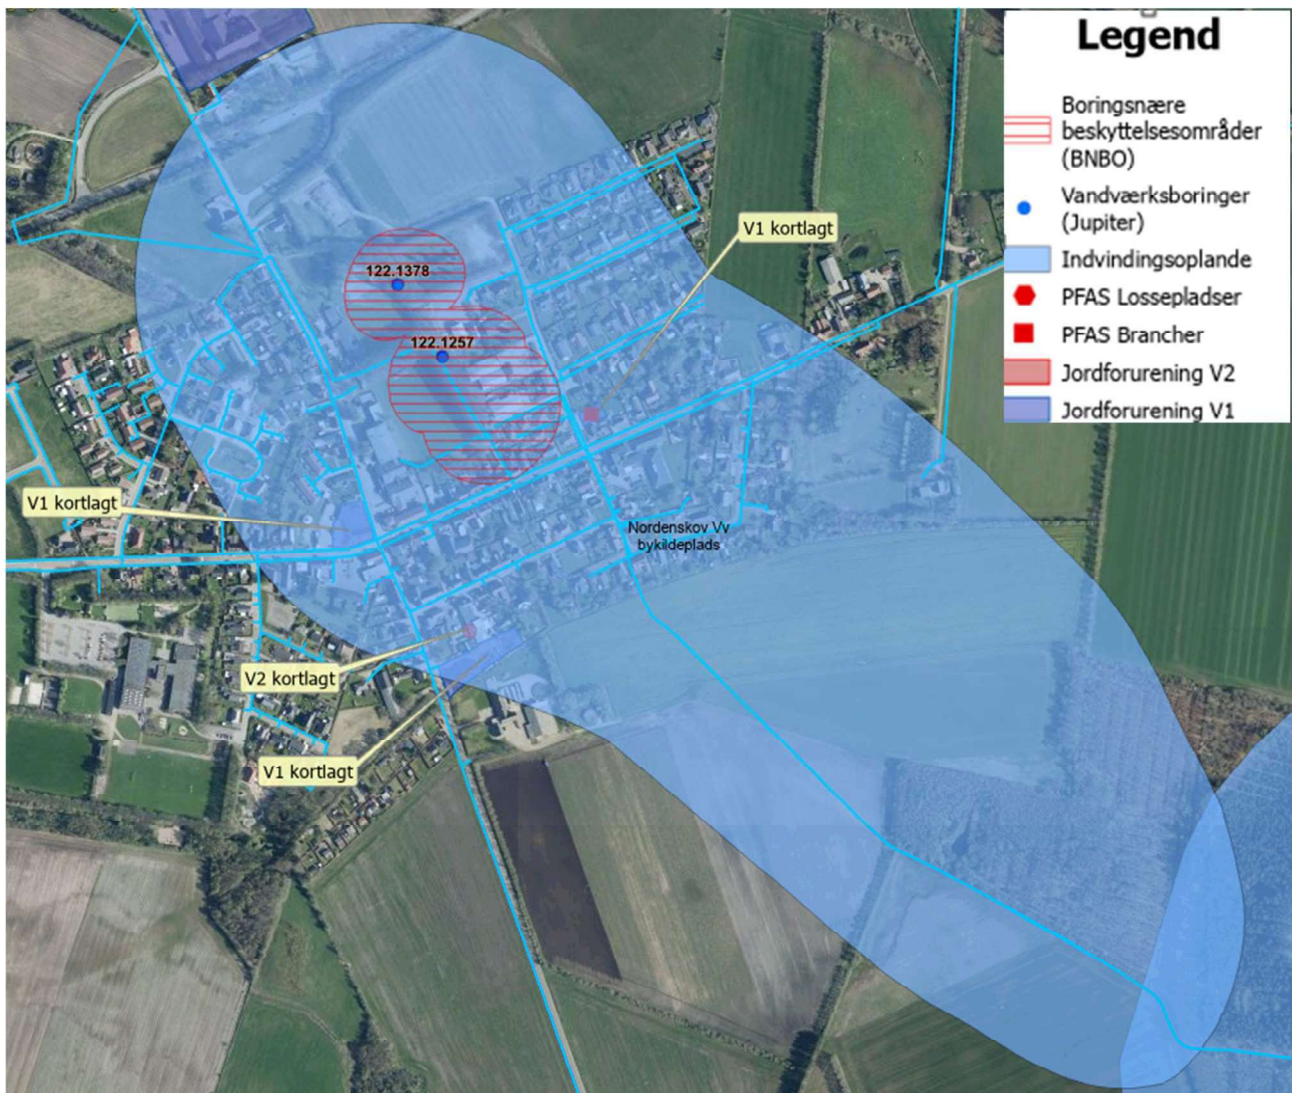 Legend
Boringsnære
beskyttelsesområder
(BNBO)
Vandværksboringer
(Jupiter)
Indvindingsoplande
PFAS Lossepladser
PFAS Brancher
Jordforurening V2
Jordforurening V1
V1 kortlagt
122.1378
122.1257
V1 kortlagt
Nordenskov Vv
bykildeplads
V2 kortlagt
V1 kortlagt